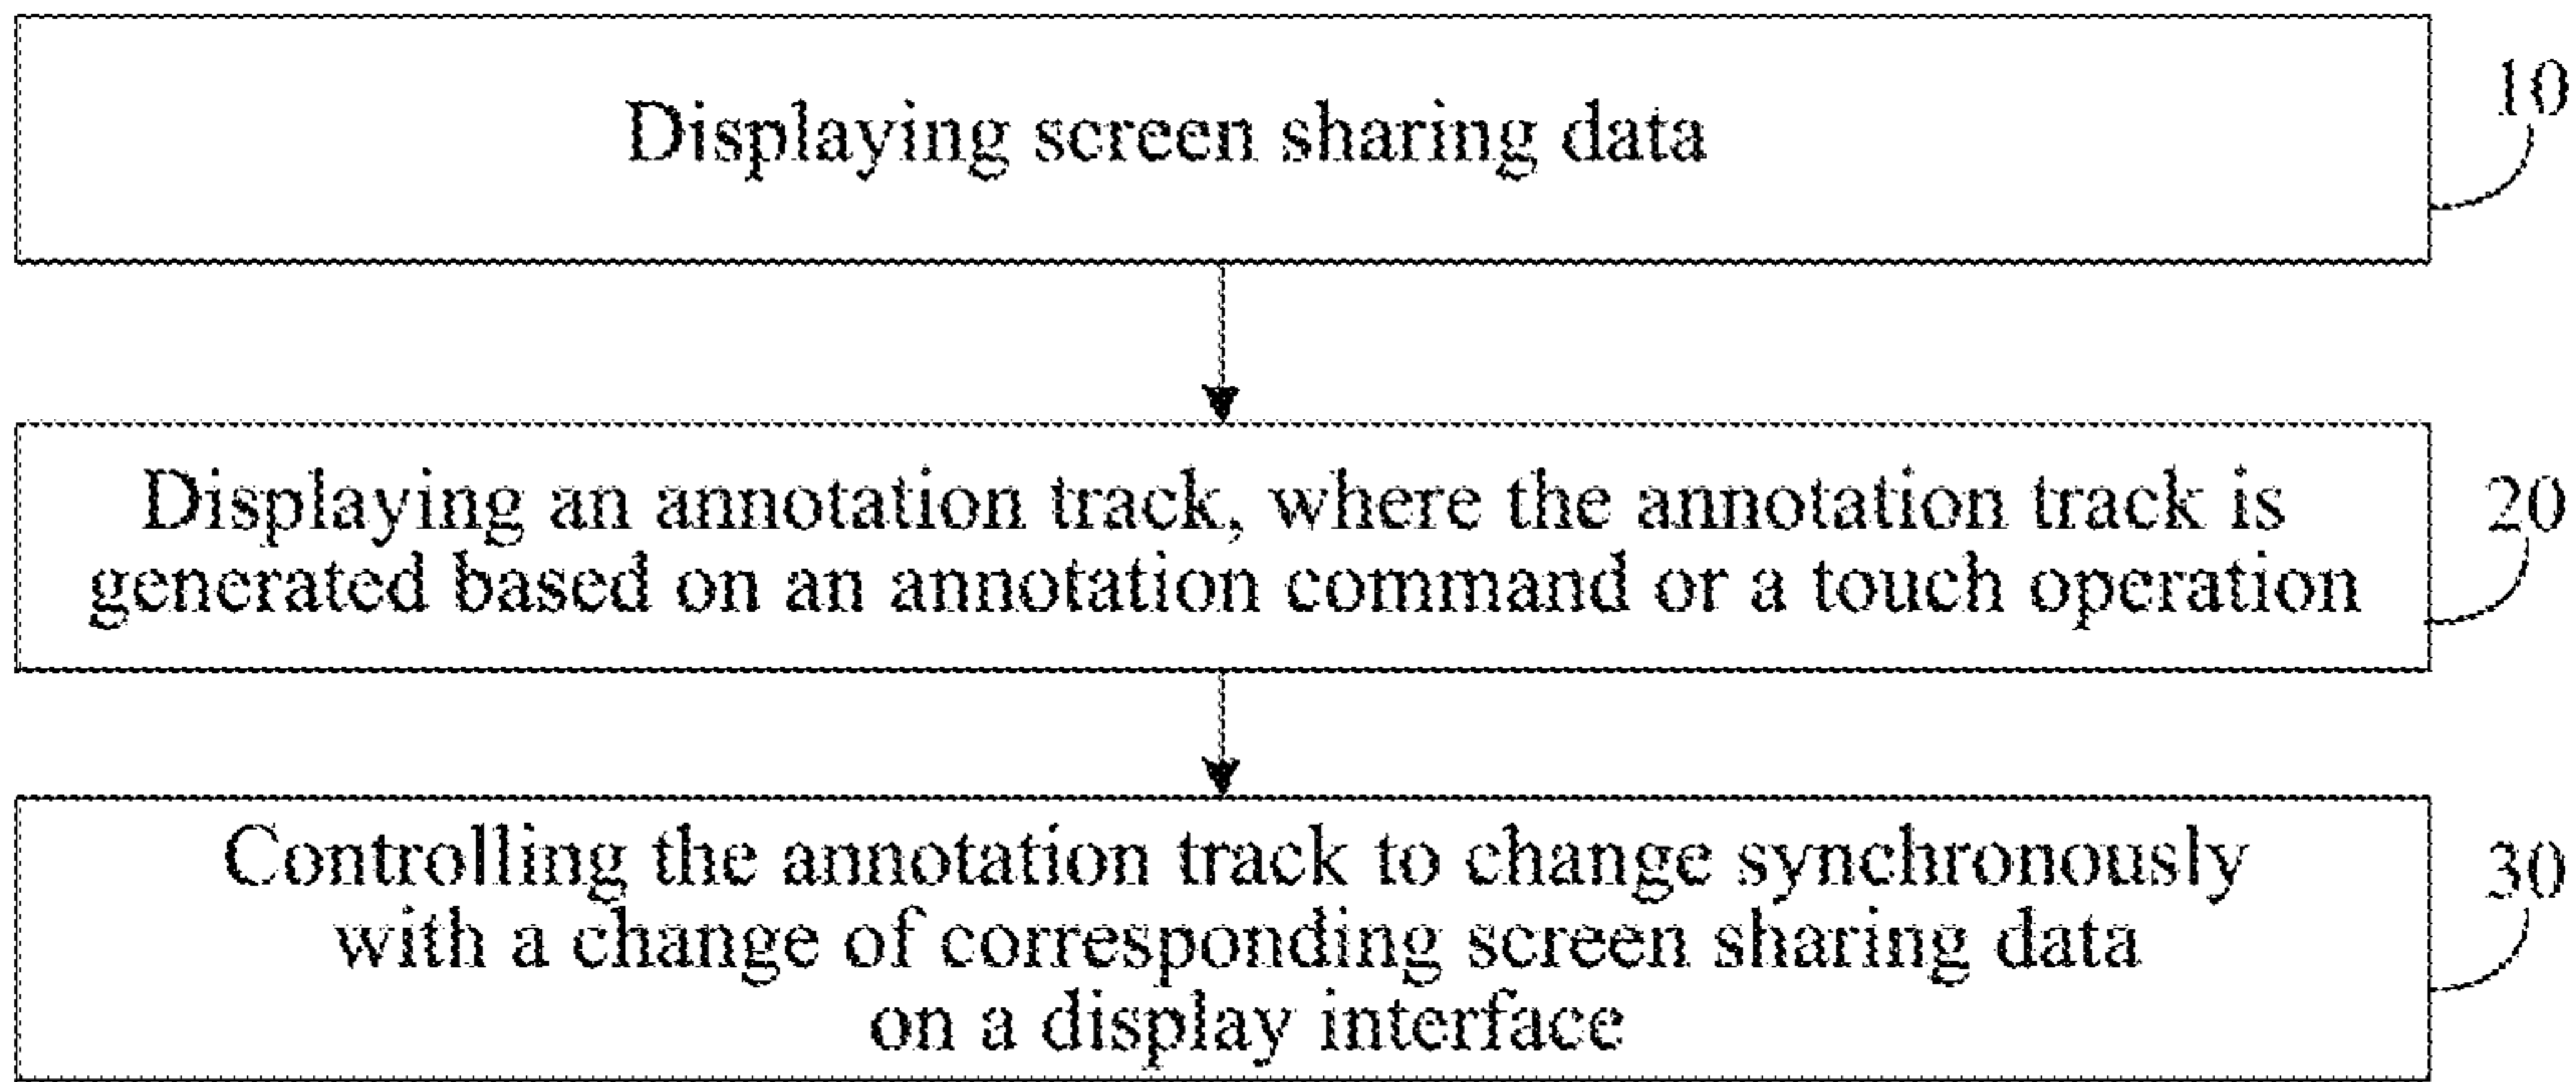 Displaying screen sharing data
10
Displaying an annotation track, where the annotation track is
generated based on an annotation command or a touch operation
20
Controlling the annotation track to change synchronously
with a change of corresponding screen sharing data
on a display interface
30